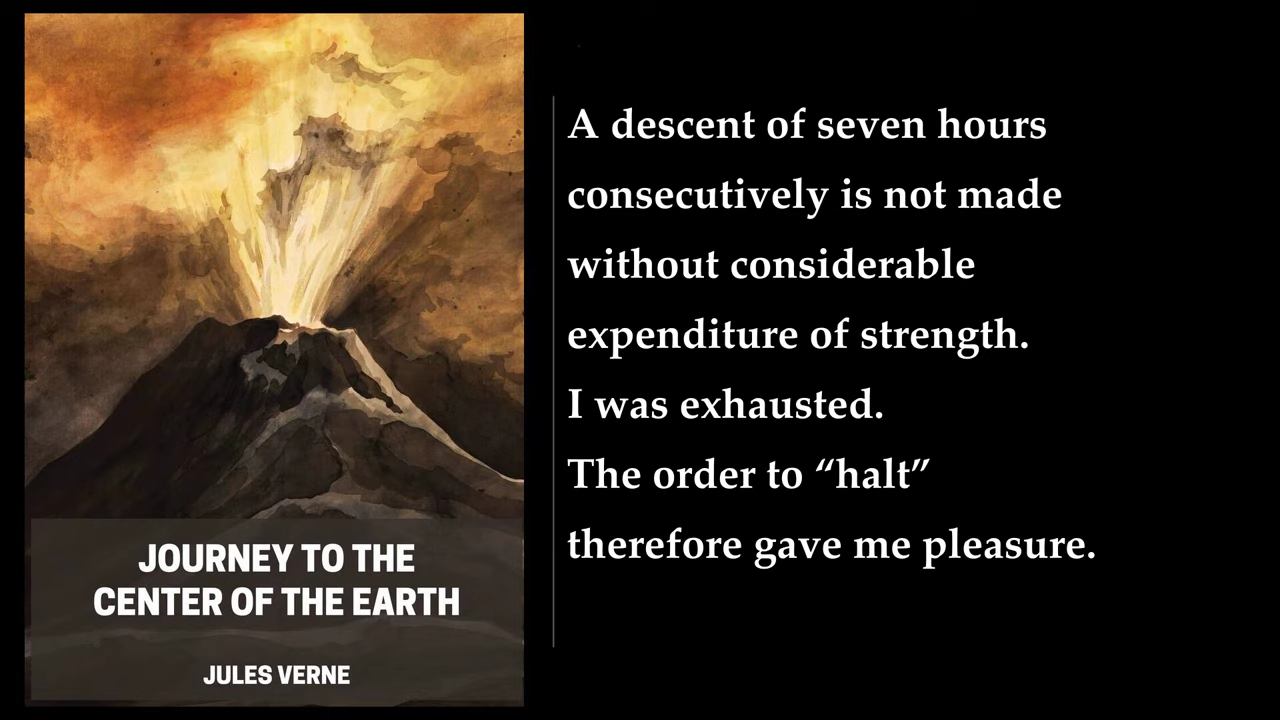 JOURNEY TO THE
CENTER OF THE EARTH
JULES VERNE
A descent of seven hours
consecutively is not made
without considerable
expenditure of strength.
I was exhausted.
The order to “halt”
therefore gave me pleasure.